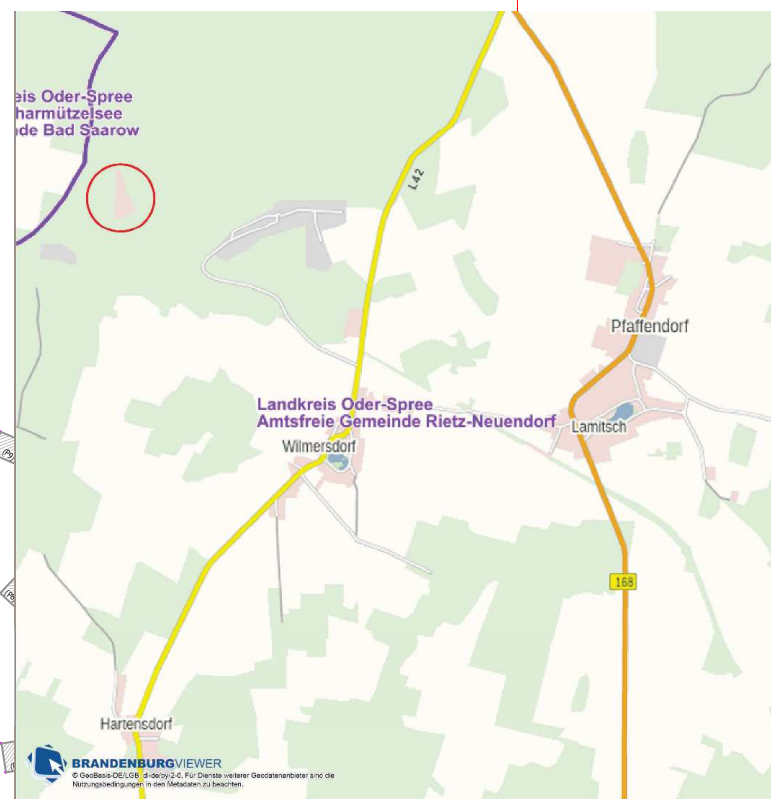 eis Oder-Spree
harmützelsee
nde Bad Saarow
L42
Pfaffendorf
Landkreis Oder-Spree
Amtsfreie Gemeinde Rietz-Neuendorf
Lamitsch
Wilmersdorf
168
Hartensdorf
BRANDENBURGVIEWER
© GeoBasis-DE/LGB, dl-de/by-2-0, Für Dienste weiterer Geodatenanbieter sind die
Nutzungsbedingungen in den Metadaten zu beachten.